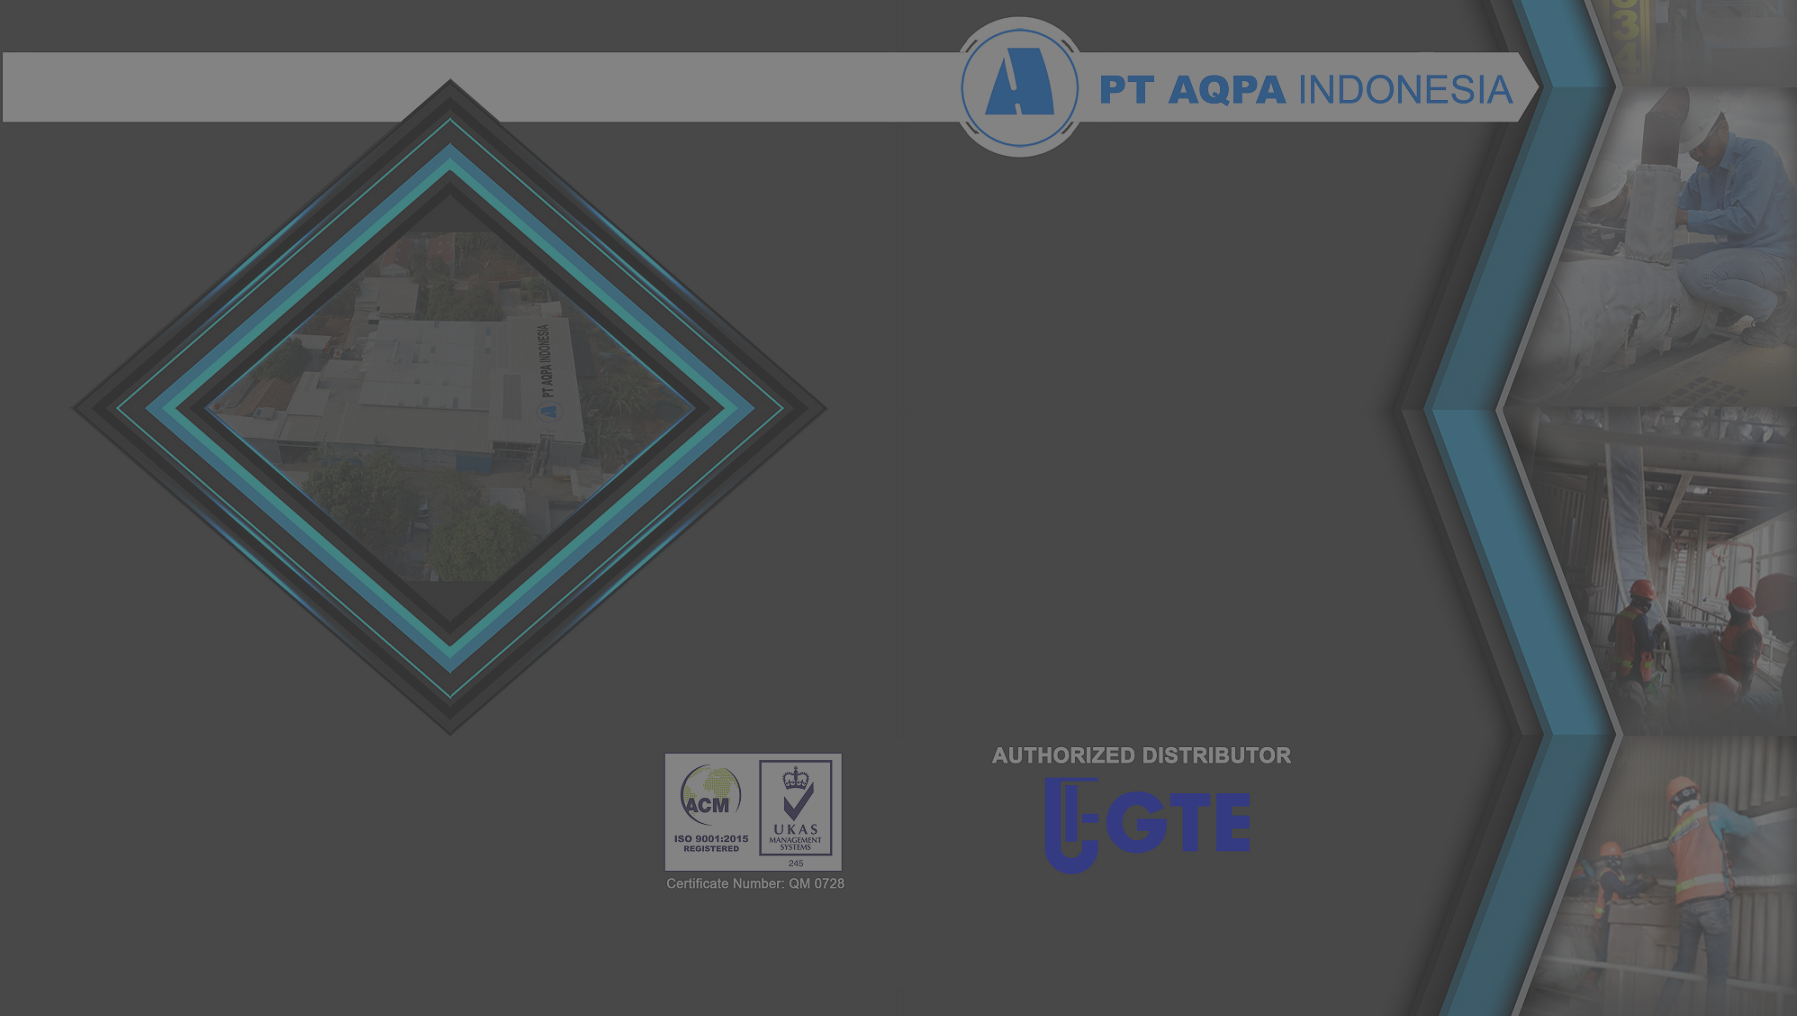 PT AQPA INDONESIA
PT AQPA INDONESIA
AUTHORIZED DISTRIBUTOR
GTE
ACM
ISO 9001:2015
REGISTERED
UKAS
MANAGEMENT
SYSTEMS
245
Certificate Number: QM 0728